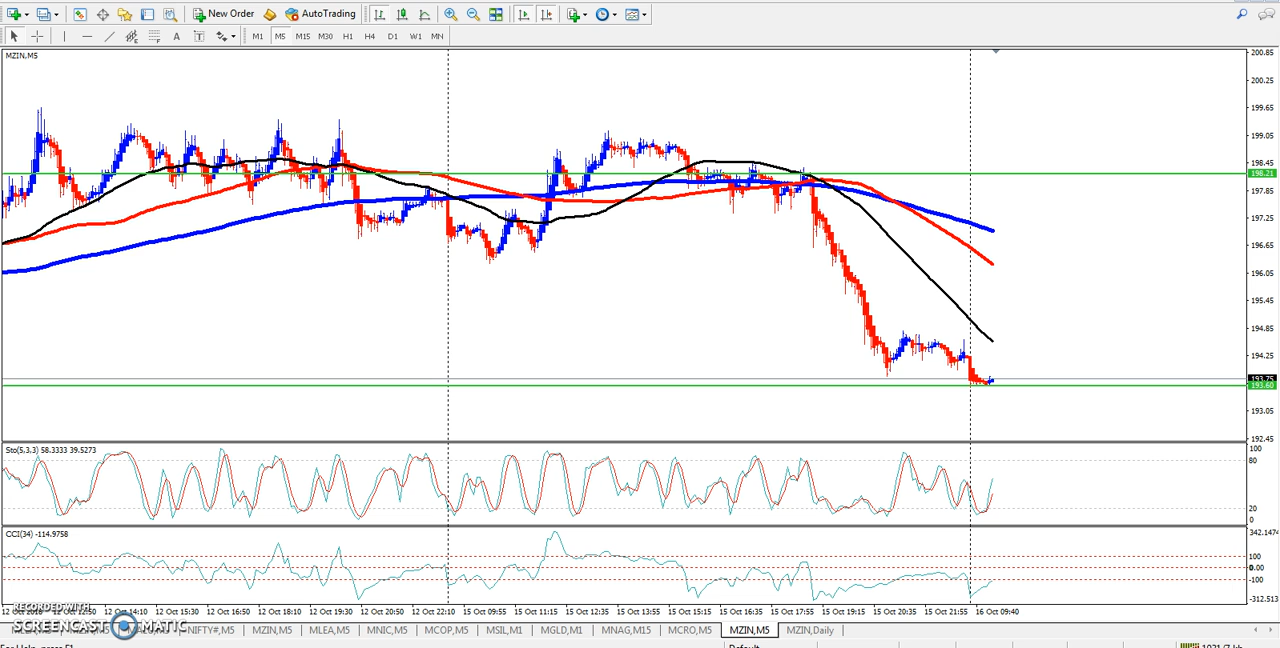 New Order AutoTrading
A T M1 M5 M15 M30 H1 H4 D1 W1 MN
MZIN,M5
200.85
200.25
199.65
199.05
198.45
198.21
197.85
197.25
196.65
196.05
195.45
194.85
194.25
193.75
193.60
193.05
192.45
Sto(5,3,3) 58.3333 39.5273
100
80
20
0
CCI(34) -114.9758
342.1474
100
0.00
-100
-312.513
12 Oct 14:10 12 Oct 15:30 12 Oct 16:50 12 Oct 18:10 12 Oct 19:30 12 Oct 20:50 12 Oct 22:10 15 Oct 09:55 15 Oct 11:15 15 Oct 12:35 15 Oct 13:55 15 Oct 15:15 15 Oct 16:35 15 Oct 17:55 15 Oct 19:15 15 Oct 20:35 15 Oct 21:55 16 Oct 09:40
RECORDED WITH
SCREENCAST MATIC
NIFTY#,M5 MZIN,M5 MLEA,M5 MNIC,M5 MCOP,M5 MSIL,M1 MGLD,M1 MNAG,M15 MCRO,M5 MZIN,M5 MZIN,Daily